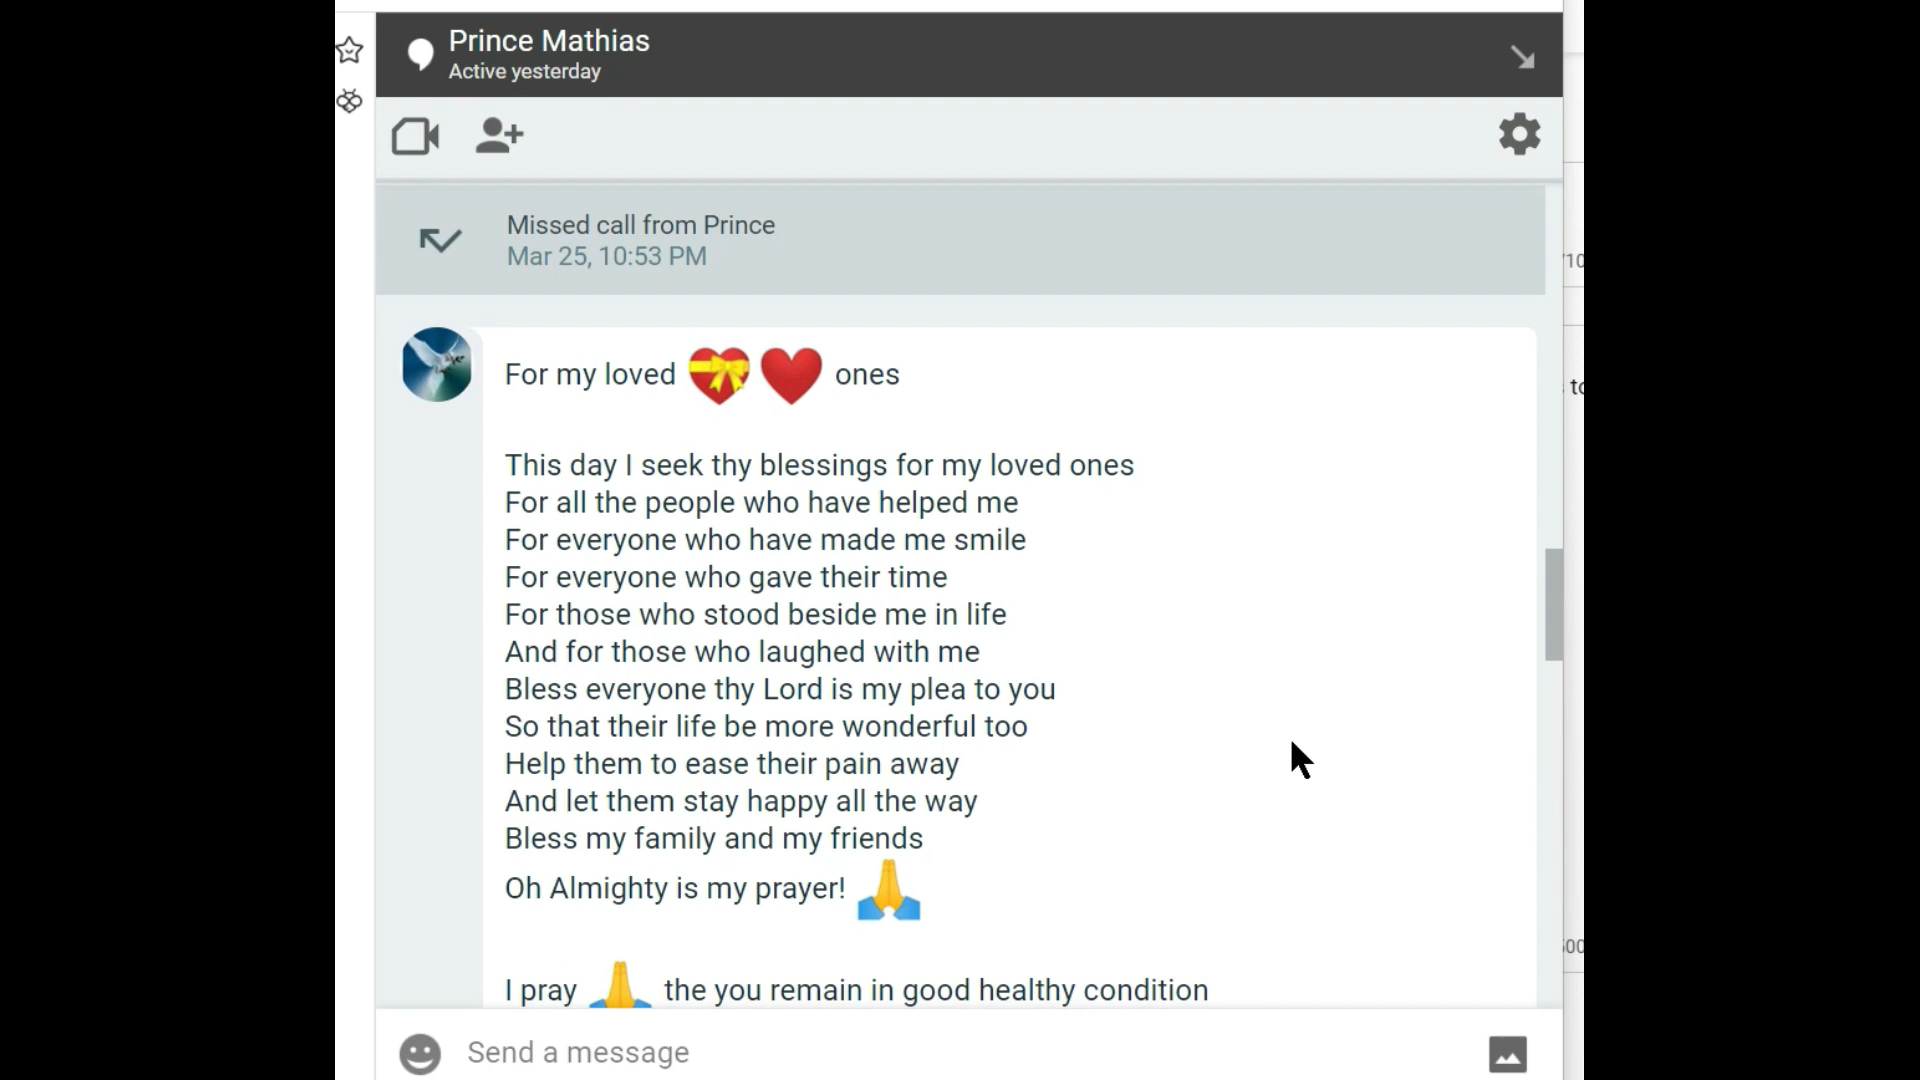 Prince Mathias
Active yesterday
Missed call from Prince
Mar 25, 10:53 PM
For my loved 💝❤️ ones
This day I seek thy blessings for my loved ones
For all the people who have helped me
For everyone who have made me smile
For everyone who gave their time
For those who stood beside me in life
And for those who laughed with me
Bless everyone thy Lord is my plea to you
So that their life be more wonderful too
Help them to ease their pain away
And let them stay happy all the way
Bless my family and my friends
Oh Almighty is my prayer! 🙏
I pray 🙏 the you remain in good healthy condition
Send a message